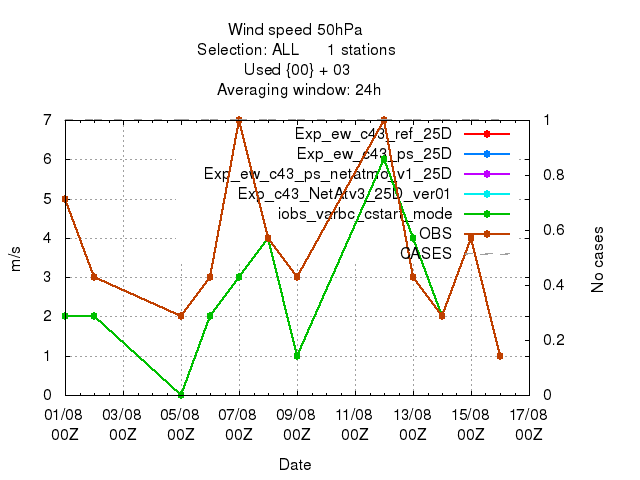 Wind speed 50hPa
Selection: ALL 1 stations
Used {00} + 03
Averaging window: 24h
7 1
Exp_ew_c43_ref_25D
Exp_ew_c43_ps_25D
6 0.8
Exp_ew_c43_ps_netatmo_v1_25D
Exp_c43_NetAtv3_25D_ver01
5
iobs_varbc_cstart_mode
0.6
4 OBS
CASES
m/s No cases
3 0.4
2 0.2
1
0 0
01/08 03/08 05/08 07/08 09/08 11/08 13/08 15/08 17/08
00Z 00Z 00Z 00Z 00Z 00Z 00Z 00Z 00Z
Date